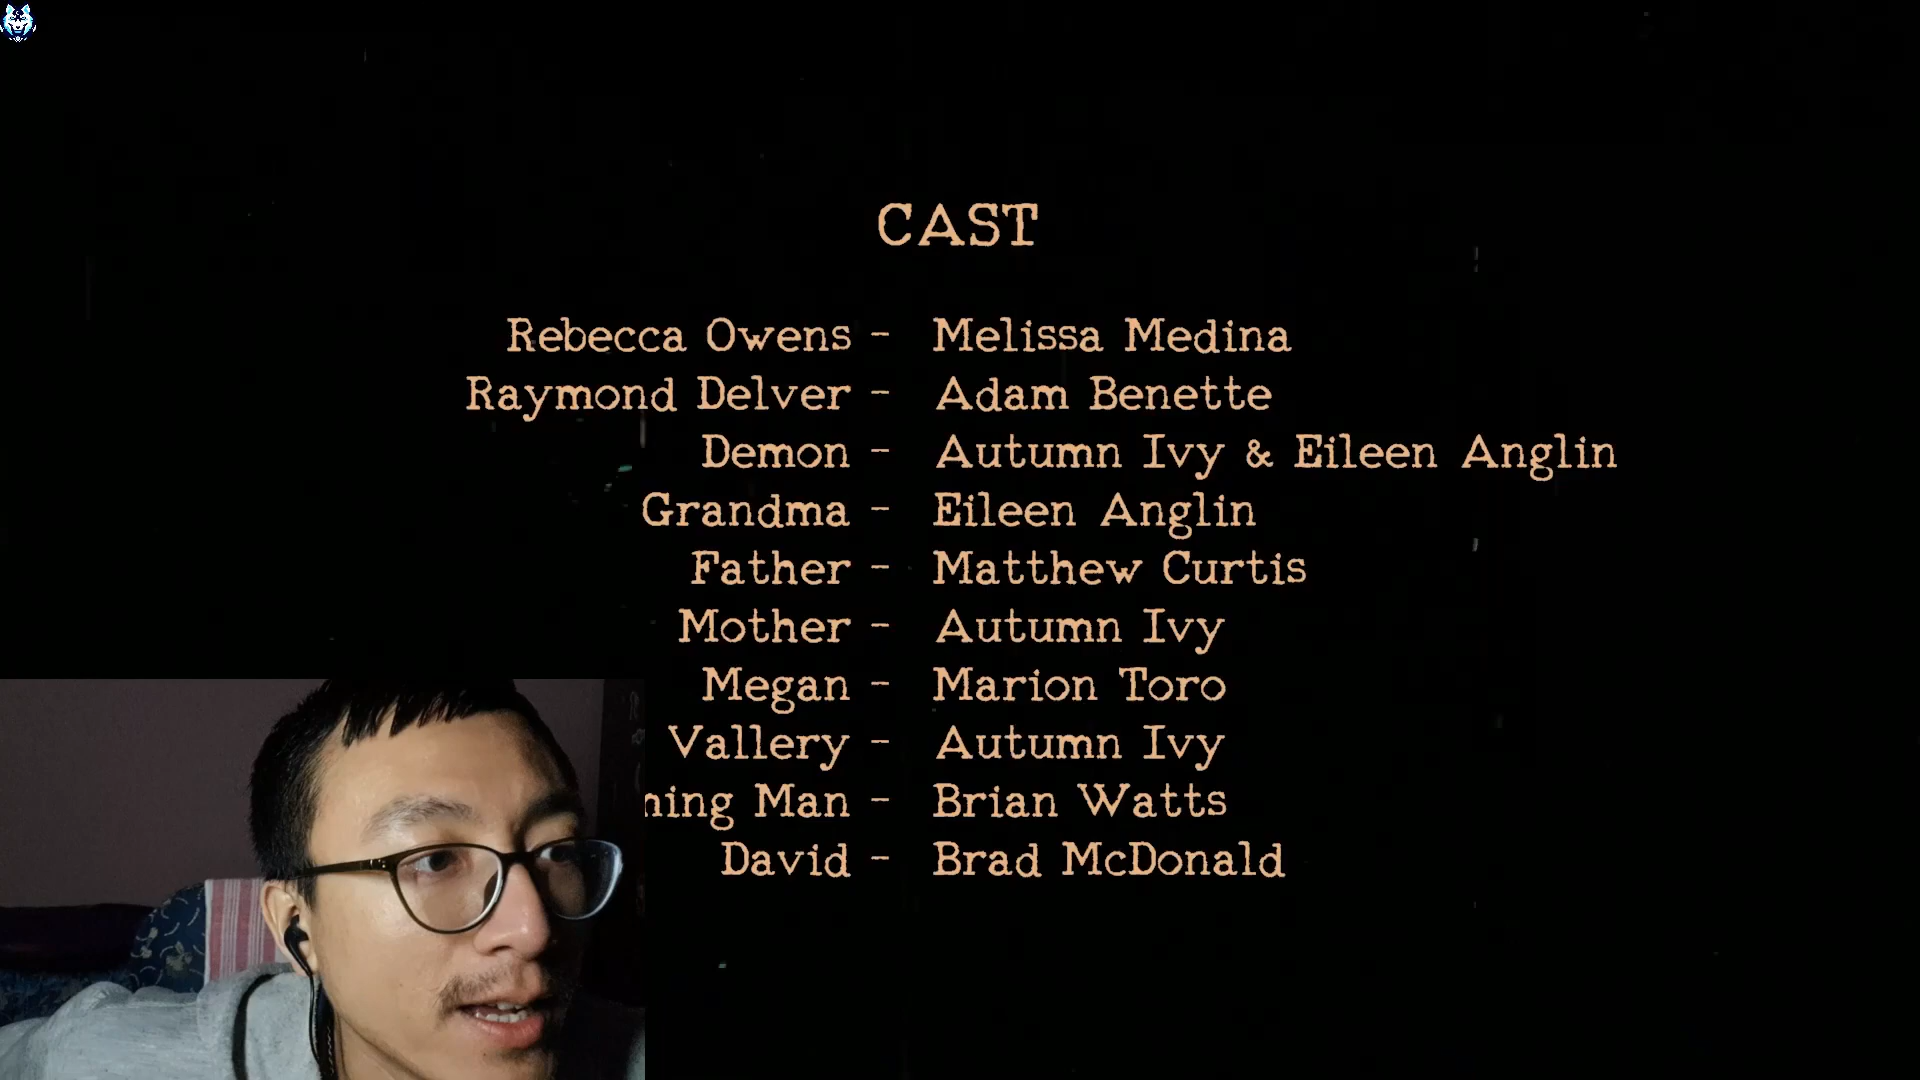 CAST
Rebecca Owens - Melissa Medina
Raymond Delver - Adam Benette
Demon - Autumn Ivy & Eileen Anglin
Grandma - Eileen Anglin
Father - Matthew Curtis
Mother - Autumn Ivy
Megan - Marion Toro
Vallery - Autumn Ivy
Man - Brian Watts
David - Brad McDonald